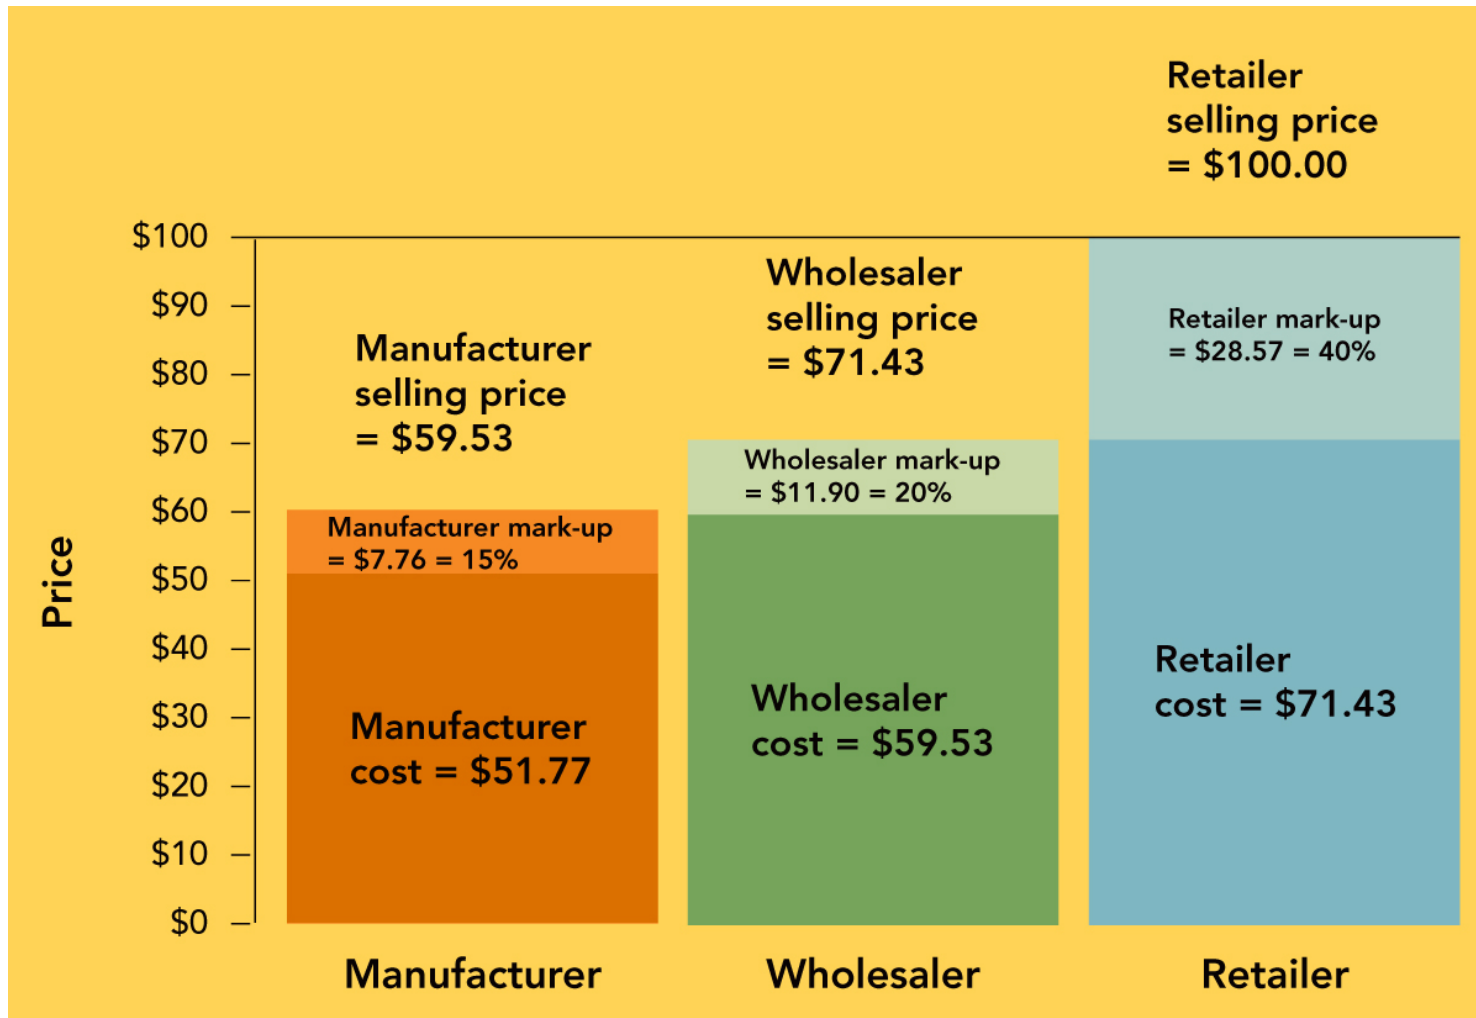 Retailer
selling price
= $100.00
$100
$90
$80
$70
$60
$50
$40
$30
$20
$10
$0
Price
Manufacturer
selling price
= $59.53
Manufacturer mark-up
= $7.76 = 15%
Manufacturer
cost = $51.77
Wholesaler
selling price
= $71.43
Wholesaler mark-up
= $11.90 = 20%
Wholesaler
cost = $59.53
Retailer mark-up
= $28.57 = 40%
Retailer
cost = $71.43
Manufacturer
Wholesaler
Retailer